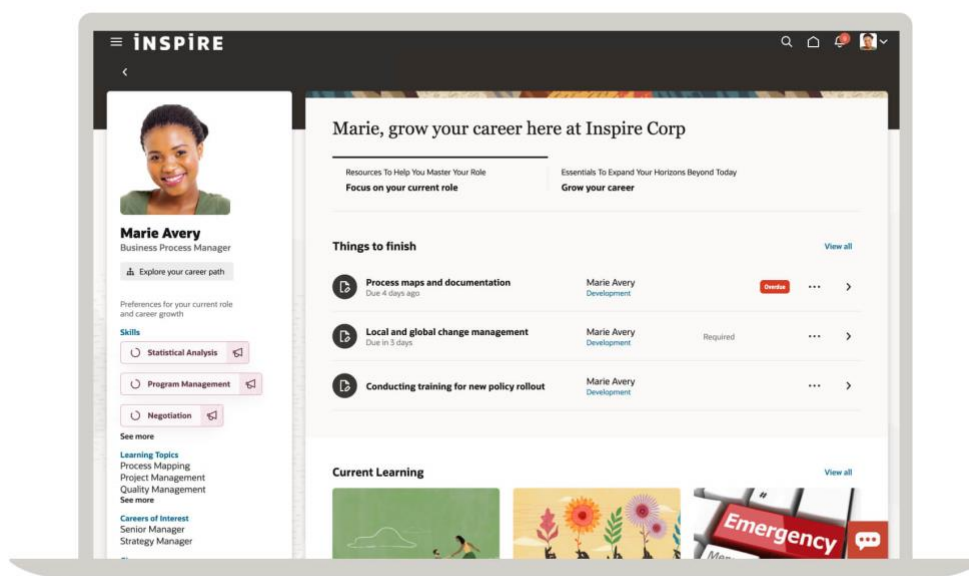 iNSPiRE
Marie Avery
Business Process Manager
Explore your career path
Preferences for your current role
and career growth
Skills
Statistical Analysis
Program Management
Negotiation
See more
Learning Topics
Process Mapping
Project Management
Quality Management
See more
Careers of Interest
Senior Manager
Strategy Manager
Marie, grow your career here at Inspire Corp
Resources To Help You Master Your Role
Focus on your current role
Essentials To Expand Your Horizons Beyond Today
Grow your career
Things to finish
View all
Process maps and documentation
Due 4 days ago
Marie Avery
Development
Overdue
Local and global change management
Due in 3 days
Marie Avery
Development
Required
Conducting training for new policy rollout
Marie Avery
Development
Current Learning
View all
Emergency